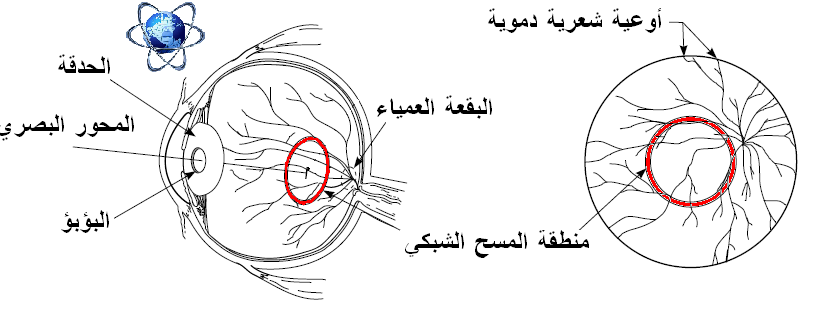 أوعية شعرية دموية
الحدقة
البقعة العمياء
المحور البصري
البؤبؤ
منطقة المسح الشبكي